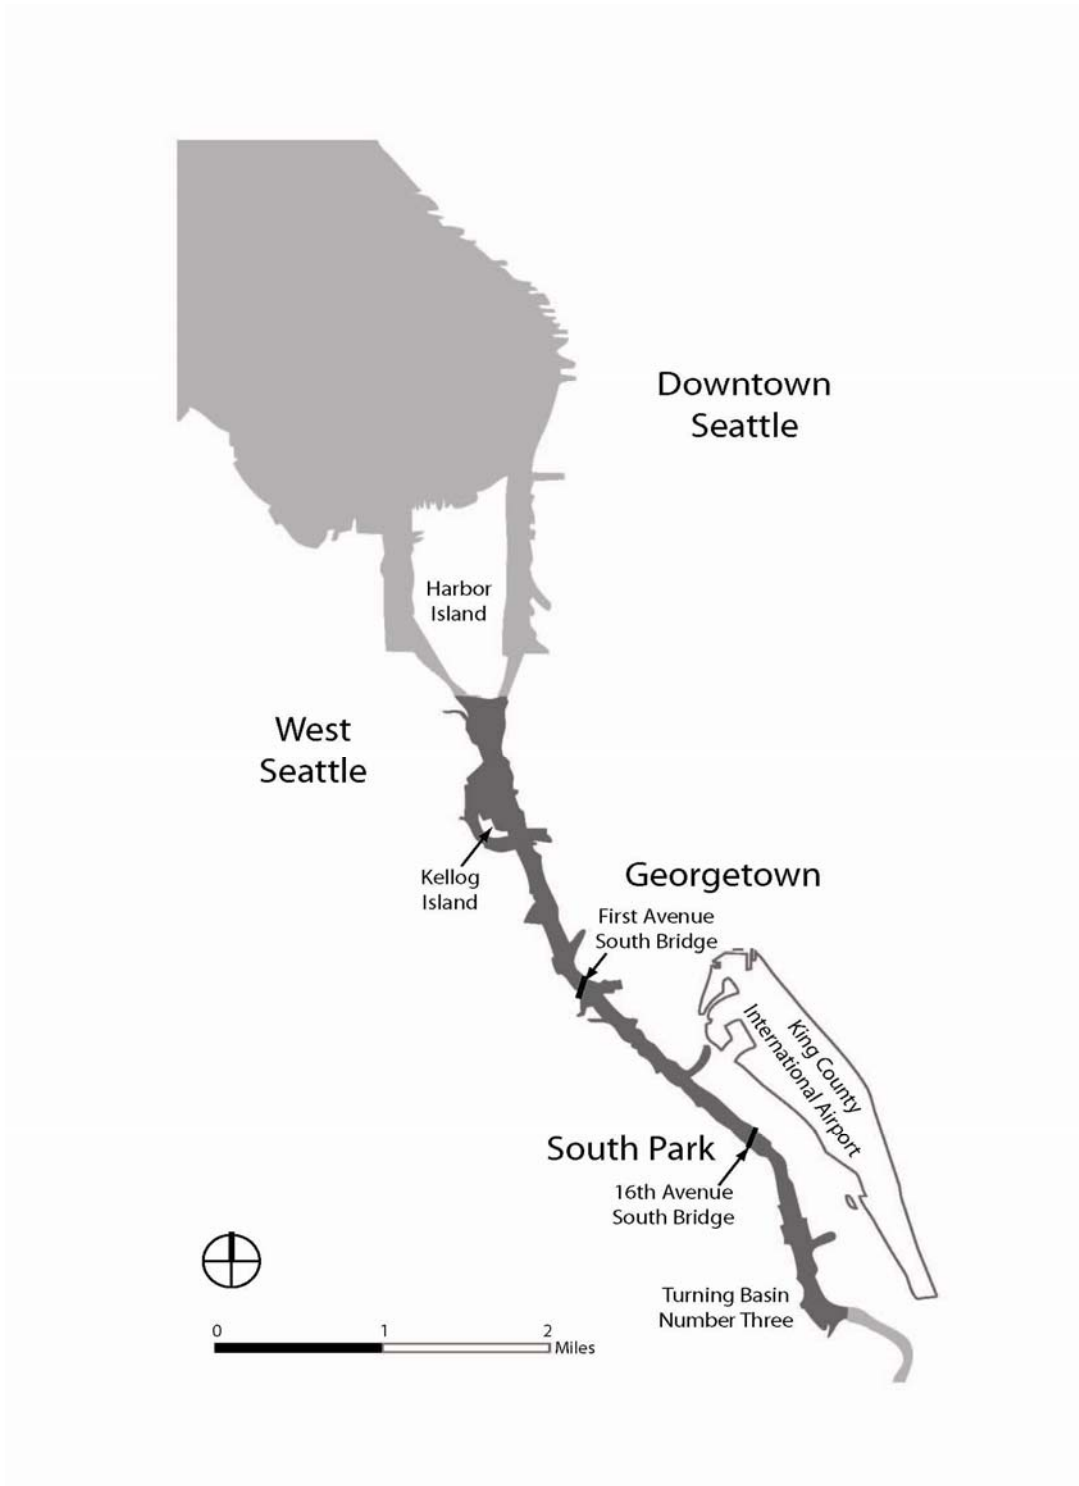 Downtown
Seattle
Harbor
Island
West
Seattle
Kellog
Island
Georgetown
First Avenue
South Bridge
King County
International Airport
South Park
16th Avenue
South Bridge
Turning Basin
Number Three
0 1 2
Miles